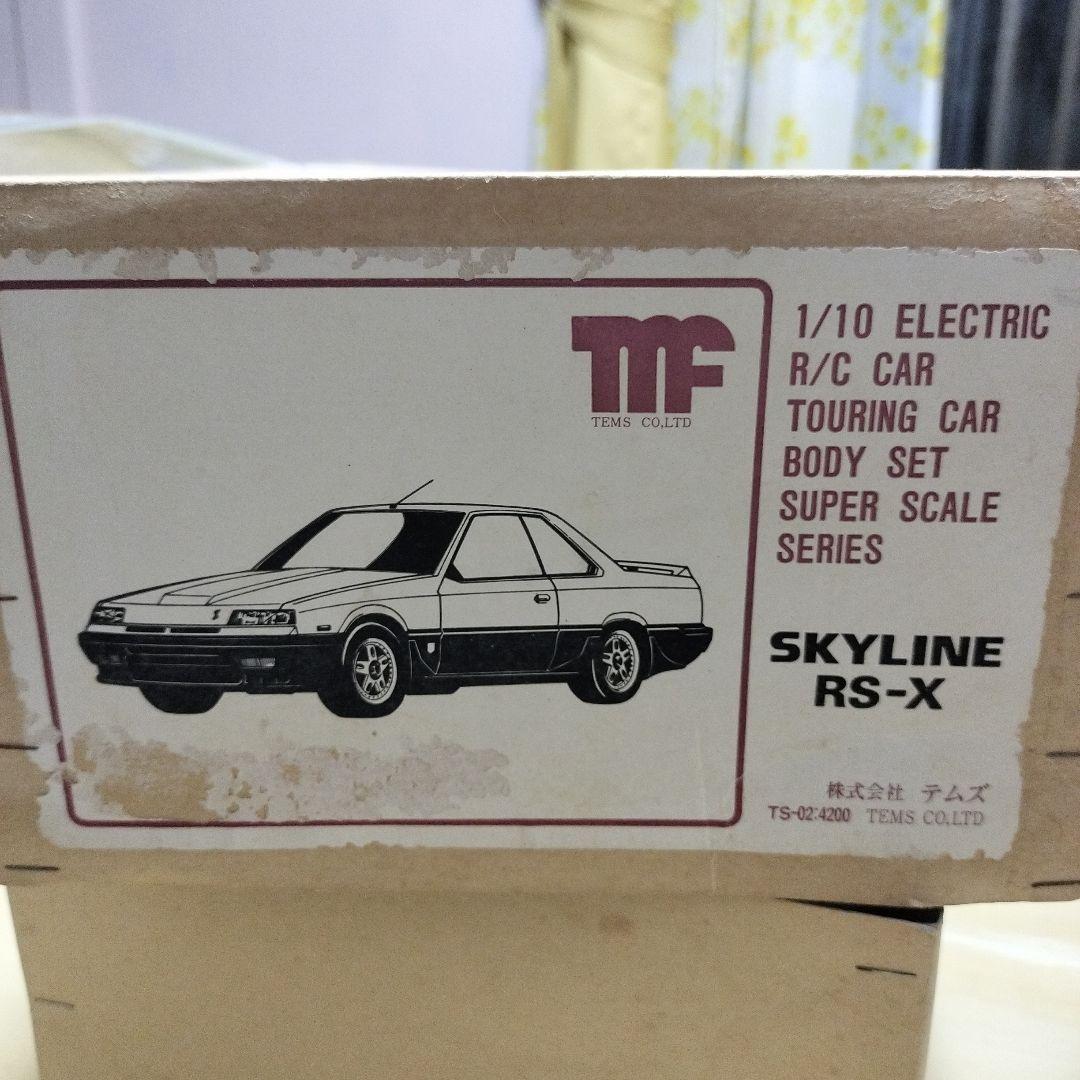 TMF
TEMS CO,LTD
1/10 ELECTRIC
R/C CAR
TOURING CAR
BODY SET
SUPER SCALE
SERIES
SKYLINE
RS-X
株式会社 テムズ
TS-02:4200 TEMS CO,LTD